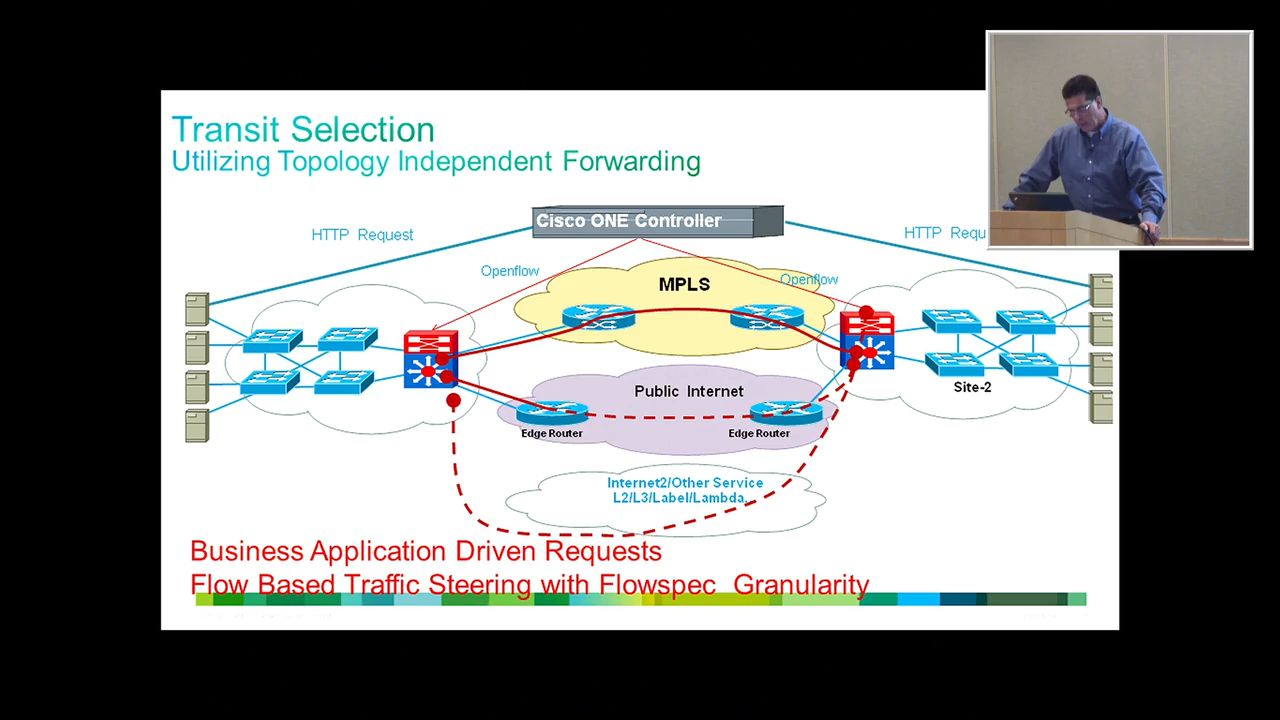 Transit Selection
Utilizing Topology Independent Forwarding
Cisco ONE Controller
HTTP Request
HTTP Requ
Openflow
Openflow
MPLS
Public Internet
Site-2
Edge Router
Edge Router
Internet2/Other Service
L2/L3/Label/Lambda.
Business Application Driven Requests
Flow Based Traffic Steering with Flowspec Granularity